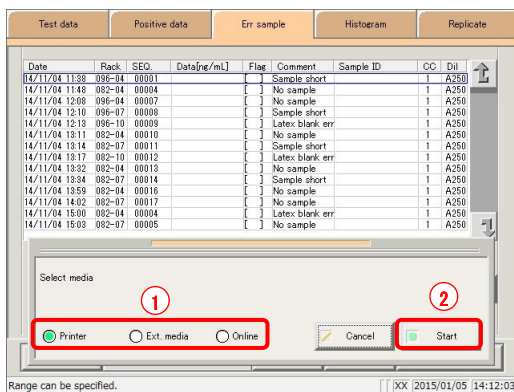 Test data Positive data Err sample Histogram Replicate
Date Rack SEQ. Data[ng/mL] Flag Comment Sample ID CC Dil
14/11/04 11:38 096-04 00001 [ ] Sample short 1 A250
14/11/04 11:48 082-04 00004 [ ] No sample 1 A250
14/11/04 12:08 096-04 00007 [ ] No sample 1 A250
14/11/04 12:10 096-07 00008 [ ] Sample short 1 A250
14/11/04 12:13 096-10 00009 [ ] Latex blank err 1 A250
14/11/04 13:11 082-04 00010 [ ] No sample 1 A250
14/11/04 13:14 082-07 00011 [ ] Sample short 1 A250
14/11/04 13:17 082-10 00012 [ ] Latex blank err 1 A250
14/11/04 13:32 082-04 00013 [ ] No sample 1 A250
14/11/04 13:34 082-07 00014 [ ] Sample short 1 A250
14/11/04 13:59 082-04 00016 [ ] No sample 1 A250
14/11/04 14:02 082-07 00017 [ ] No sample 1 A250
14/11/04 15:00 082-04 00004 [ ] Latex blank err 1 A250
14/11/04 15:03 082-07 00005 [ ] No sample 1 A250
Select media
1 2
Printer Ext. media Online Cancel Start
Range can be specified. XX 2015/01/05 14:12:03